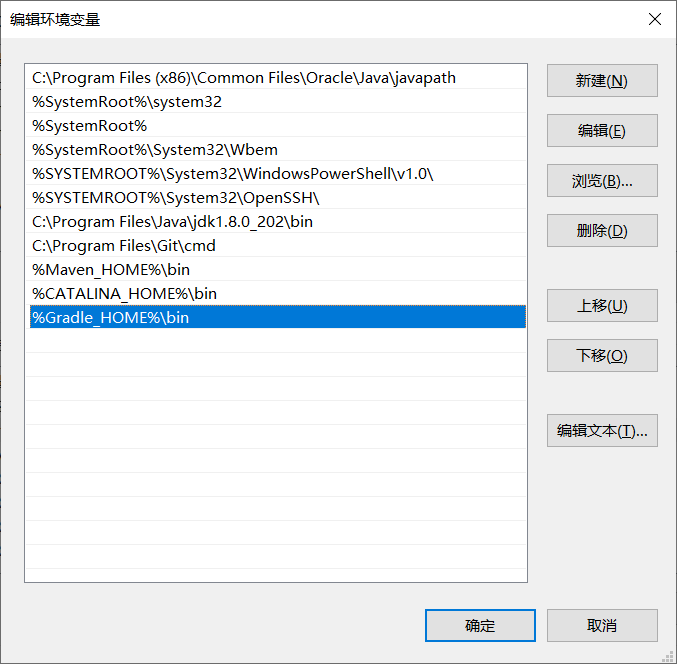 编辑环境变量
C:\Program Files (x86)\Common Files\Oracle\Java\javapath
%SystemRoot%\system32
%SystemRoot%
%SystemRoot%\System32\Wbem
%SYSTEMROOT%\System32\WindowsPowerShell\v1.0\
%SYSTEMROOT%\System32\OpenSSH\
C:\Program Files\Java\jdk1.8.0_202\bin
C:\Program Files\Git\cmd
%Maven_HOME%\bin
%CATALINA_HOME%\bin
%Gradle_HOME%\bin
新建(N)
编辑(E)
浏览(B)...
删除(D)
上移(U)
下移(O)
编辑文本(T)...
确定
取消